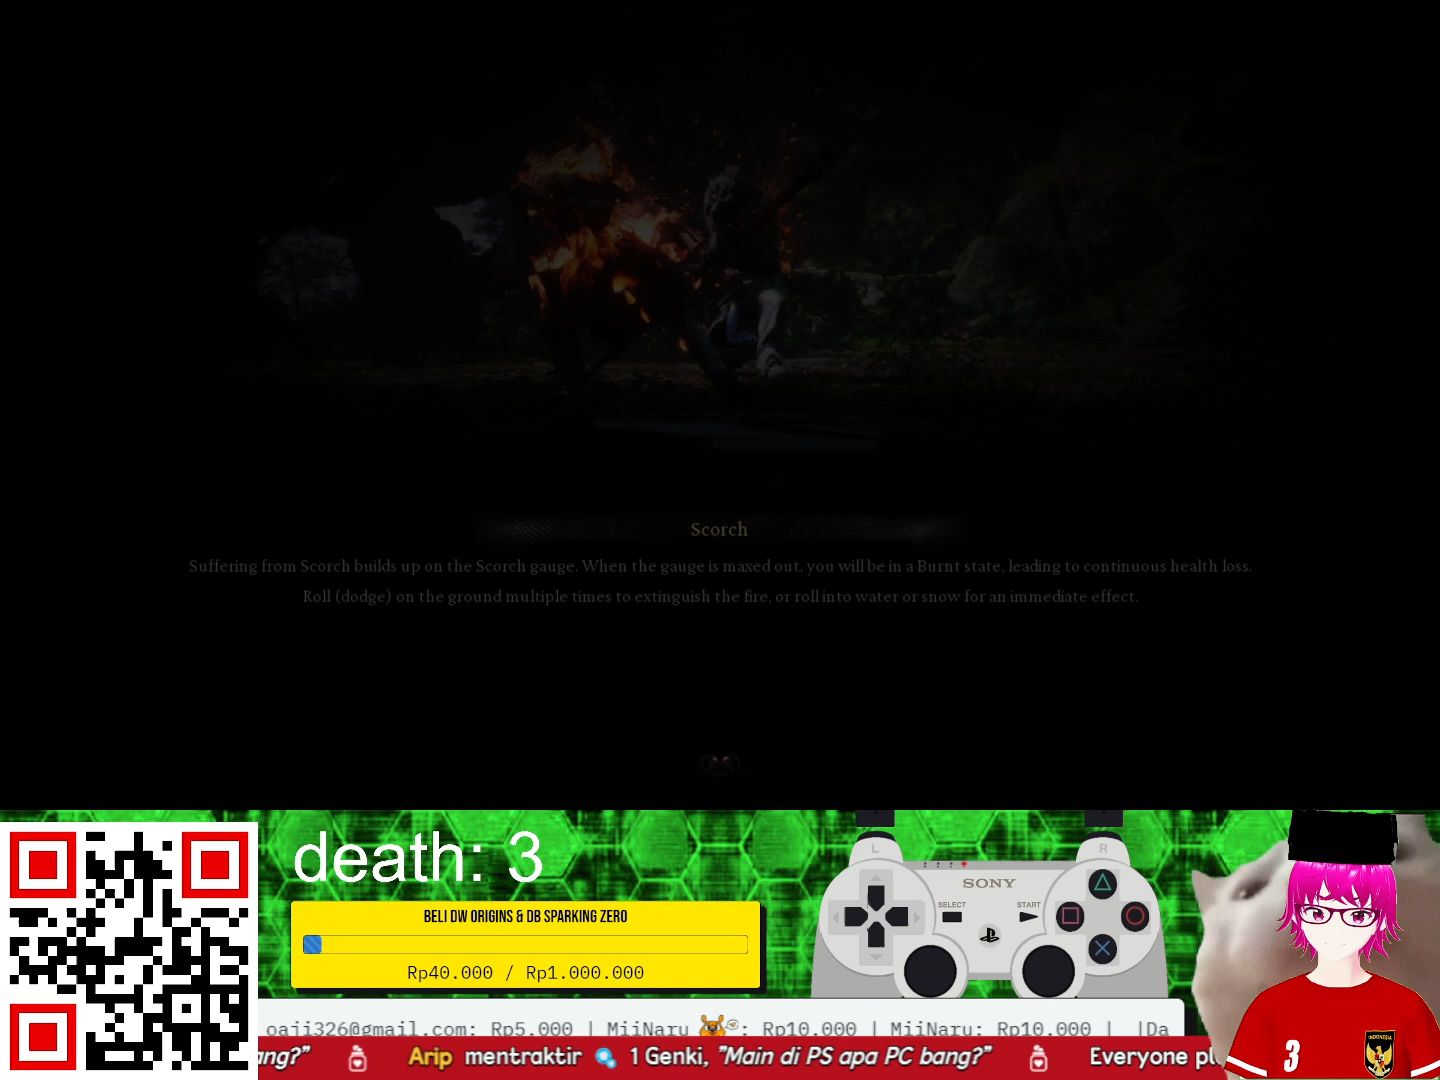 Scorch
Suffering from Scorch builds up on the Scorch gauge. When the gauge is maxed out, you will be in a Burnt state, leading to continuous health loss.
Roll (dodge) on the ground multiple times to extinguish the fire, or roll into water or snow for an immediate effect.
death: 3
BELI DW ORIGINS & DB SPARKING ZERO
Rp40.000 / Rp1.000.000
L
R
SONY
SELECT
START
oaji326@gmail.com: Rp5.000 | MiiNaru : Rp10.000 | MiiNaru: Rp10.000 | |Da
ang?" Arip mentraktir 1 Genki, "Main di PS apa PC bang?" Everyone pl
INDONESIA
3